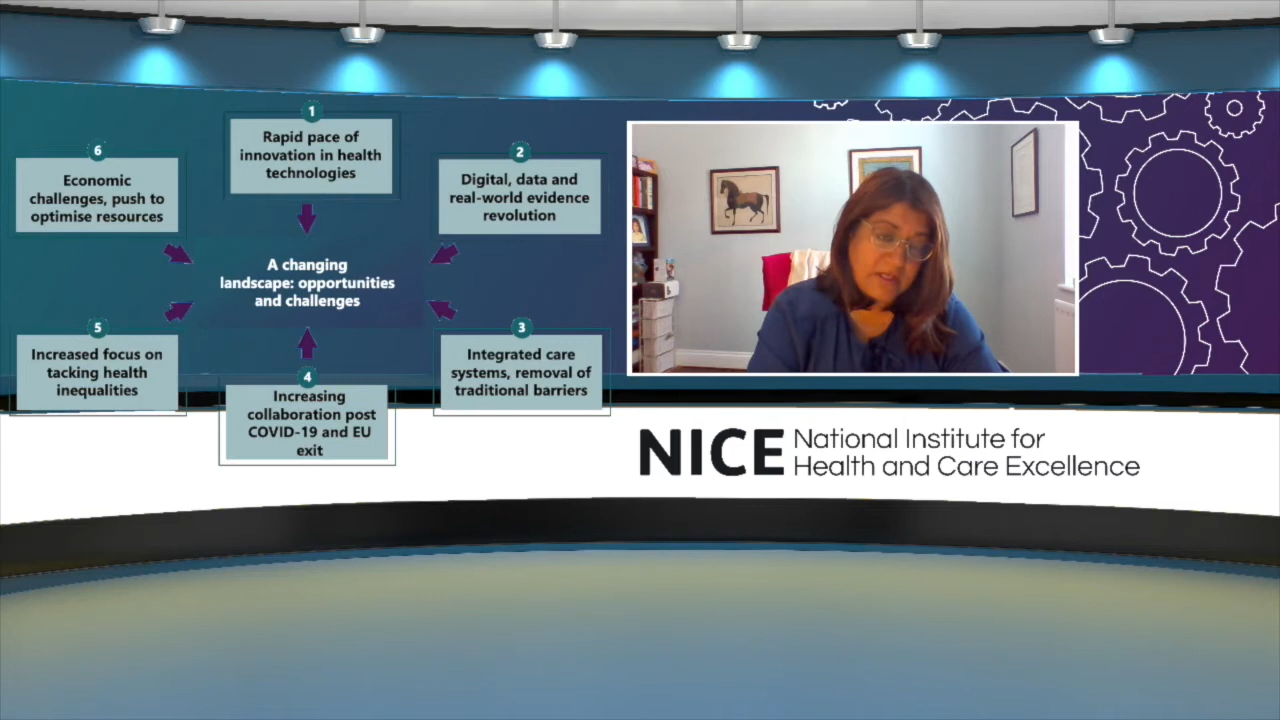 1
Rapid pace of
innovation in health
technologies
2
Digital, data and
real-world evidence
revolution
3
Integrated care
systems, removal of
traditional barriers
4
Increasing
collaboration post
COVID-19 and EU
exit
5
Increased focus on
tacking health
inequalities
6
Economic
challenges, push to
optimise resources
A changing
landscape: opportunities
and challenges
NICE National Institute for
Health and Care Excellence